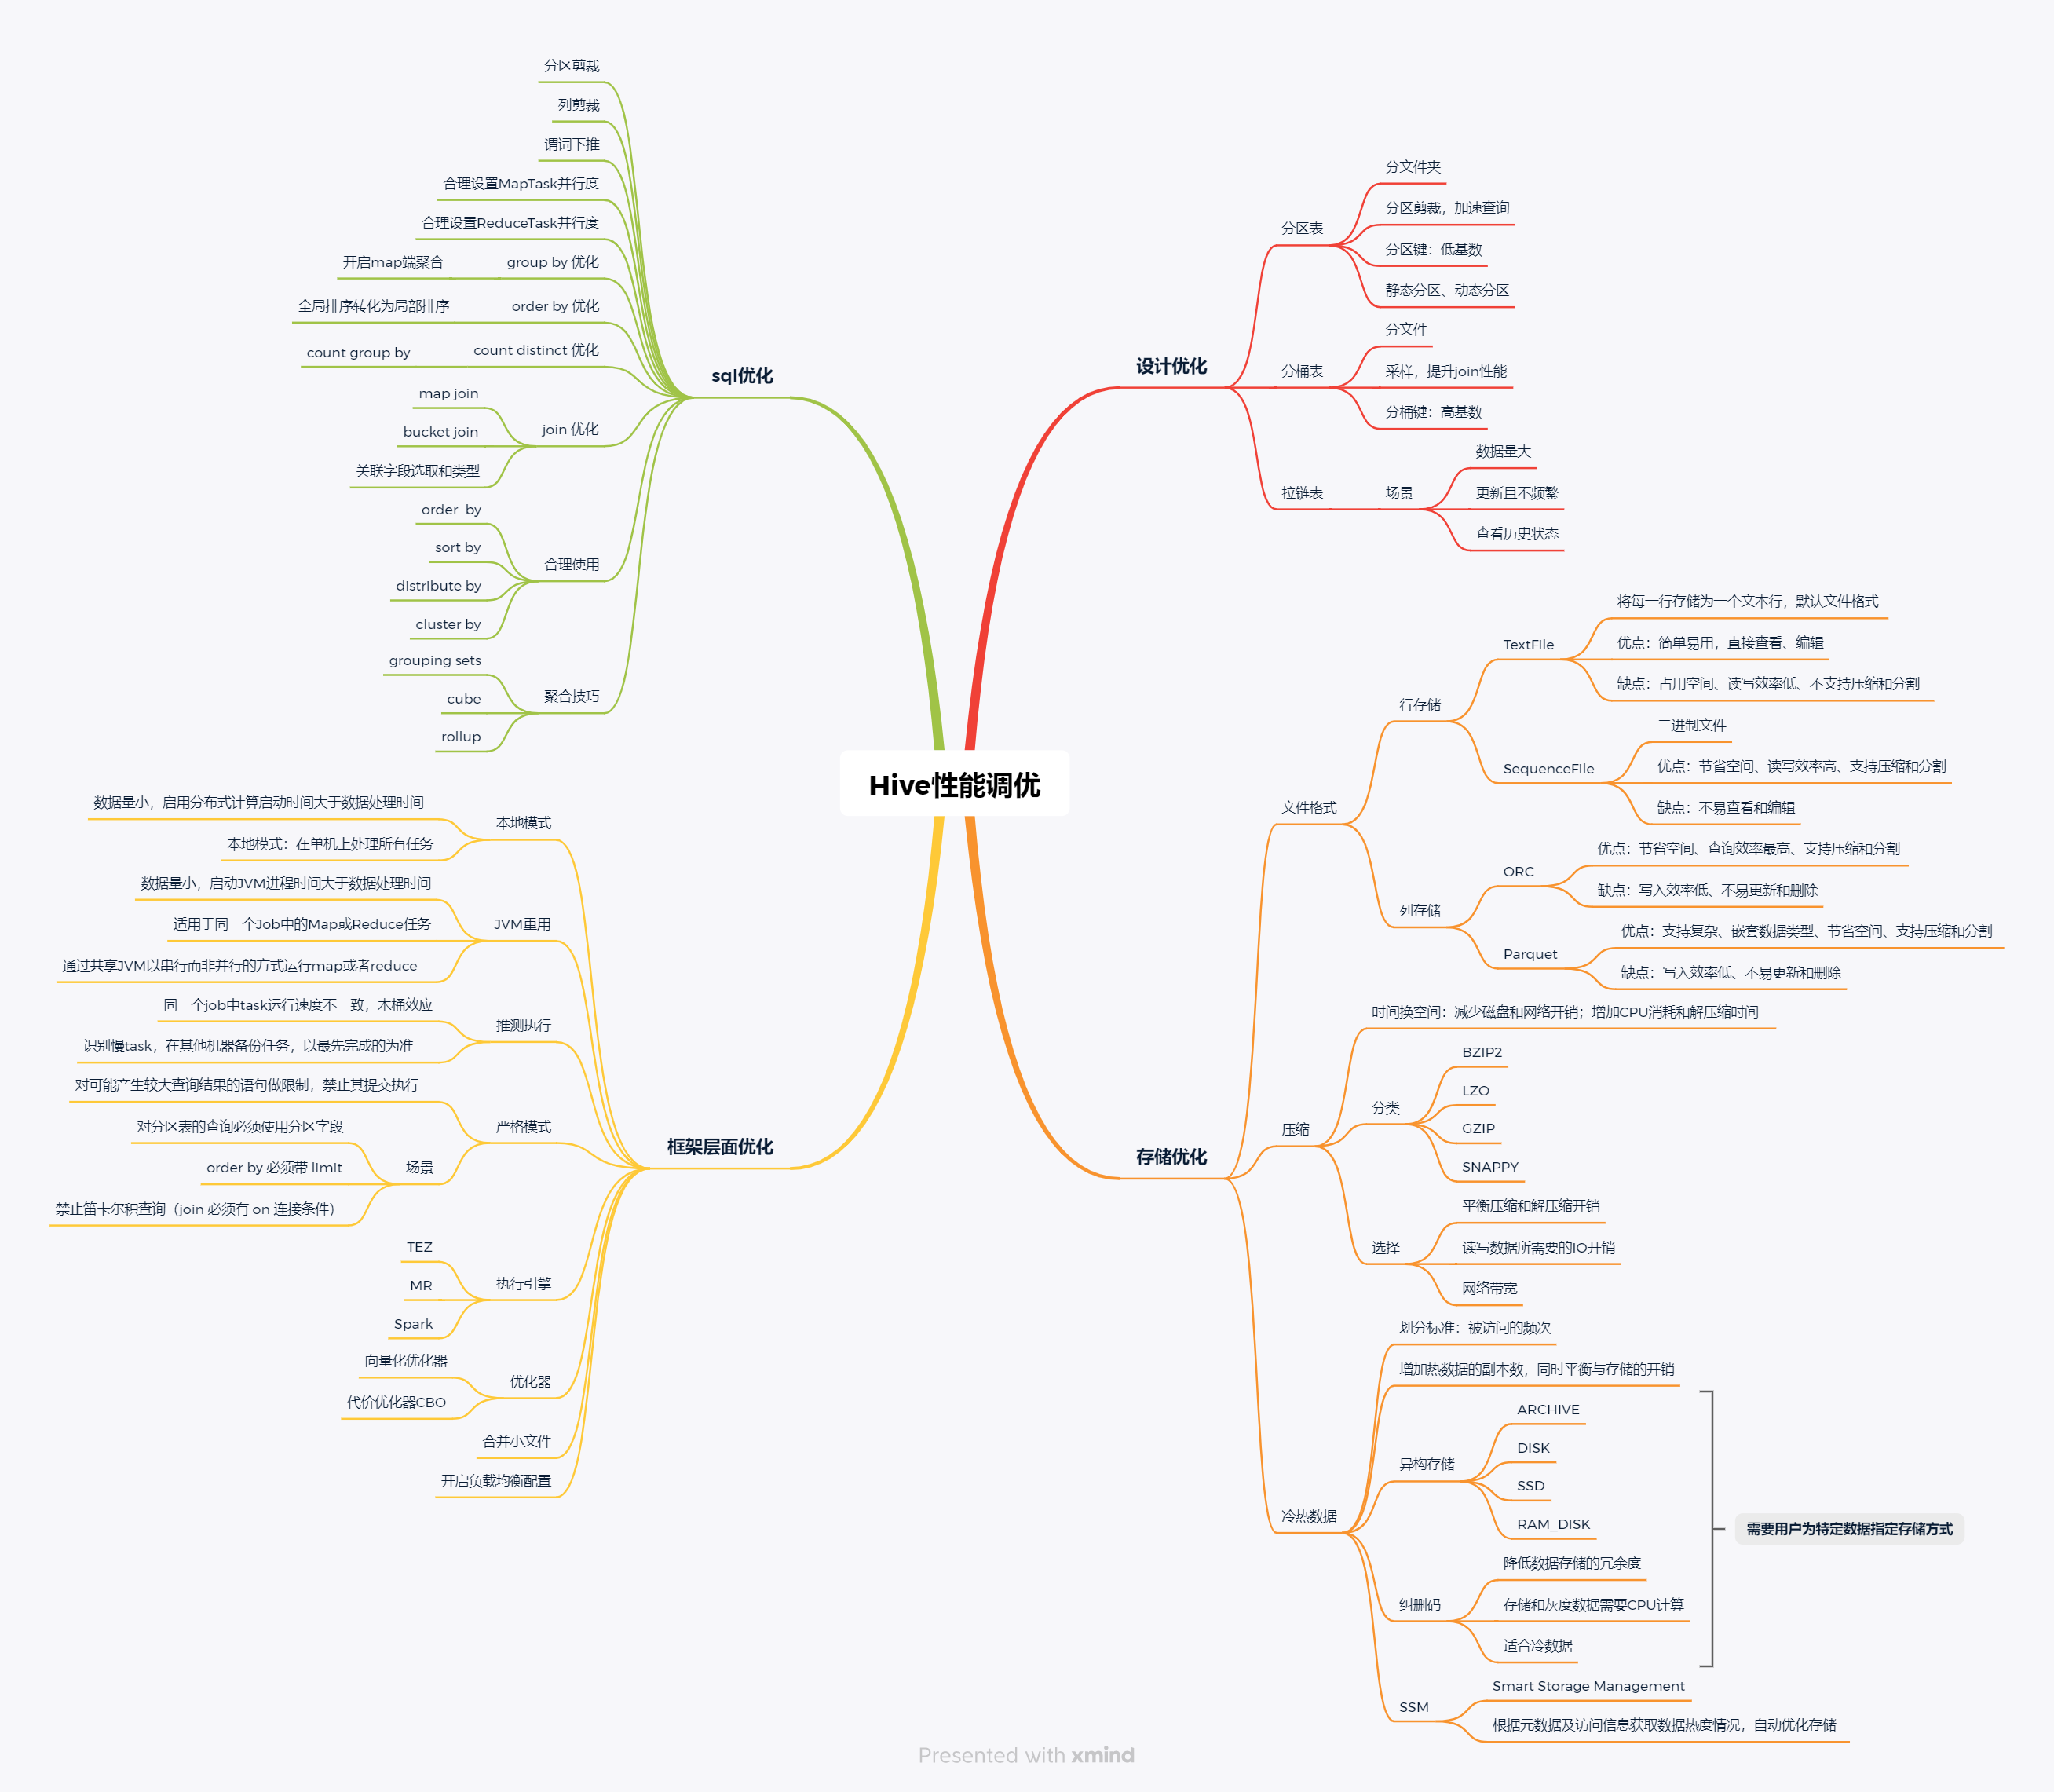 Hive性能调优
设计优化
分区表
分文件夹
分区剪裁，加速查询
分区键：低基数
静态分区、动态分区
分桶表
分文件
采样，提升join性能
分桶键：高基数
拉链表
场景
数据量大
更新且不频繁
查看历史状态
存储优化
文件格式
行存储
TextFile
将每一行存储为一个文本行，默认文件格式
优点：简单易用，直接查看、编辑
缺点：占用空间、读写效率低、不支持压缩和分割
SequenceFile
二进制文件
优点：节省空间、读写效率高、支持压缩和分割
缺点：不易查看和编辑
列存储
ORC
优点：节省空间、查询效率最高、支持压缩和分割
缺点：写入效率低、不易更新和删除
Parquet
优点：支持复杂、嵌套数据类型、节省空间、支持压缩和分割
缺点：写入效率低、不易更新和删除
压缩
时间换空间：减少磁盘和网络开销；增加CPU消耗和解压缩时间
分类
BZIP2
LZO
GZIP
SNAPPY
选择
平衡压缩和解压缩开销
读写数据所需要的IO开销
网络带宽
冷热数据
划分标准：被访问的频次
增加热数据的副本数，同时平衡与存储的开销
异构存储
ARCHIVE
DISK
SSD
RAM_DISK
纠删码
降低数据存储的冗余度
存储和灰度数据需要CPU计算
适合冷数据
需要用户为特定数据指定存储方式
SSM
Smart Storage Management
根据元数据及访问信息获取数据热度情况，自动优化存储
sql优化
分区剪裁
列剪裁
谓词下推
合理设置MapTask并行度
合理设置ReduceTask并行度
group by 优化
开启map端聚合
order by 优化
全局排序转化为局部排序
count distinct 优化
count group by
join 优化
map join
bucket join
关联字段选取和类型
合理使用
order  by
sort by
distribute by
cluster by
聚合技巧
grouping sets
cube
rollup
框架层面优化
本地模式
数据量小，启用分布式计算启动时间大于数据处理时间
本地模式：在单机上处理所有任务
JVM重用
数据量小，启动JVM进程时间大于数据处理时间
适用于同一个Job中的Map或Reduce任务
通过共享JVM以串行而非并行的方式运行map或者reduce
推测执行
同一个job中task运行速度不一致，木桶效应
识别慢task，在其他机器备份任务，以最先完成的为准
严格模式
对可能产生较大查询结果的语句做限制，禁止其提交执行
场景
对分区表的查询必须使用分区字段
order by 必须带 limit
禁止笛卡尔积查询（join 必须有 on 连接条件）
执行引擎
TEZ
MR
Spark
优化器
向量化优化器
代价优化器CBO
合并小文件
开启负载均衡配置
Presented with xmind